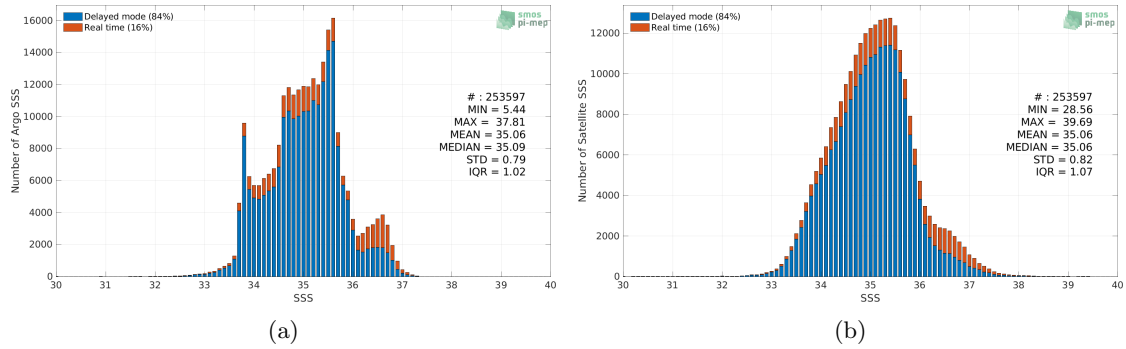 Delayed mode (84%)
Real time (16%)
smos
pi-mep
Number of Argo SSS
16000
14000
12000
10000
8000
6000
4000
2000
0
# : 253597
MIN = 5.44
MAX = 37.81
MEAN = 35.06
MEDIAN = 35.09
STD = 0.79
IQR = 1.02
30 31 32 33 34 35 36 37 38 39 40
SSS
(a)
Delayed mode (84%)
Real time (16%)
smos
pi-mep
Number of Satellite SSS
12000
10000
8000
6000
4000
2000
0
# : 253597
MIN = 28.56
MAX = 39.69
MEAN = 35.06
MEDIAN = 35.06
STD = 0.82
IQR = 1.07
30 31 32 33 34 35 36 37 38 39 40
SSS
(b)